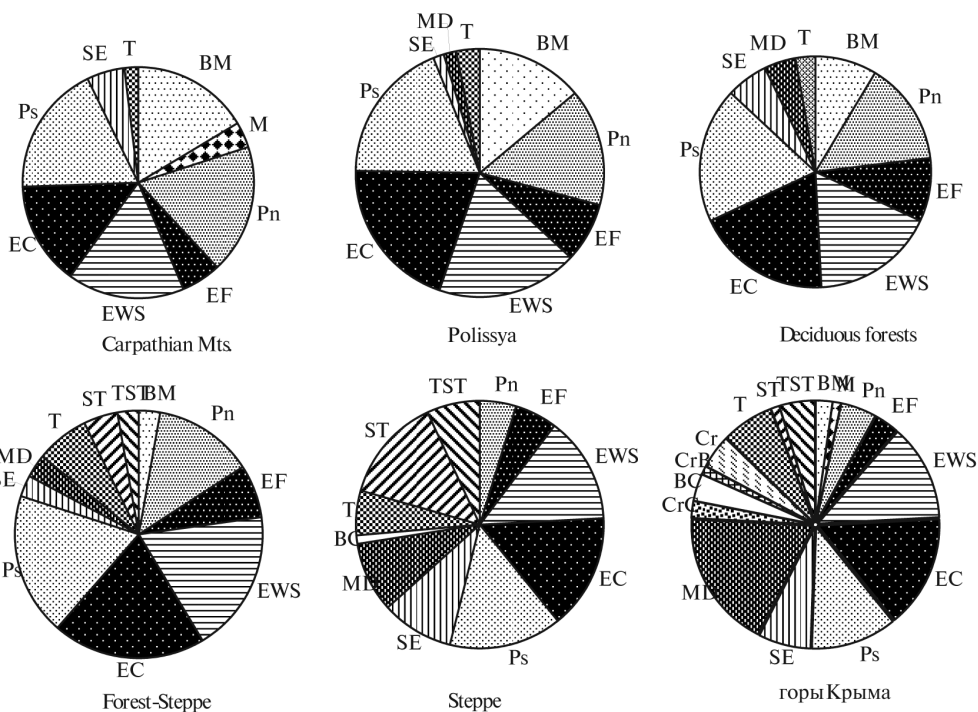 SE T BM
Ps M
Pn
EC EF
EWS
Carpathian Mts.
MD T
SE BM
Ps
Pn
EF
EC EWS
Polissya
MD T BM
SE
Pn
Ps
EF
EC EWS
Deciduous forests
ST TST BM
T Pn
MD
SE EF
Ps
EWS
EC
Forest-Steppe
TST Pn
ST EF
EWS
T
BC
MD EC
SE Ps
Steppe
ST TST BM M Pn
T EF
Cr
CrB EWS
BC
CrC
MD EC
SE Ps
горы Крыма